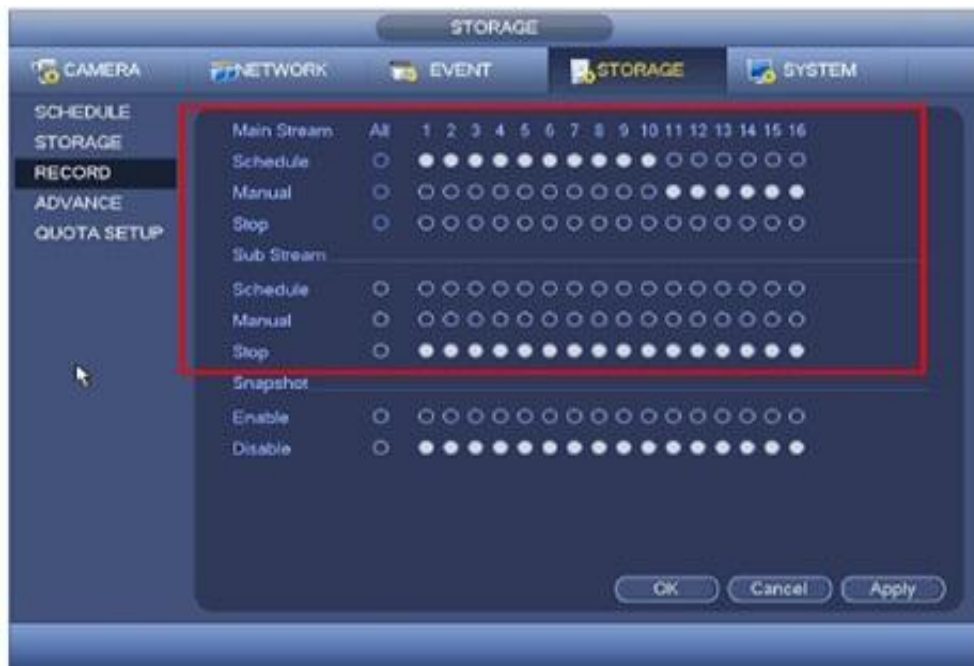 STORAGE
CAMERA NETWORK EVENT STORAGE SYSTEM
SCHEDULE
STORAGE
RECORD
ADVANCE
QUOTA SETUP
Main Stream All 1 2 3 4 5 6 7 8 9 10 11 12 13 14 15 16
Schedule
Manual
Stop
Sub Stream
Schedule
Manual
Stop
Snapshot
Enable
Disable
OK Cancel Apply